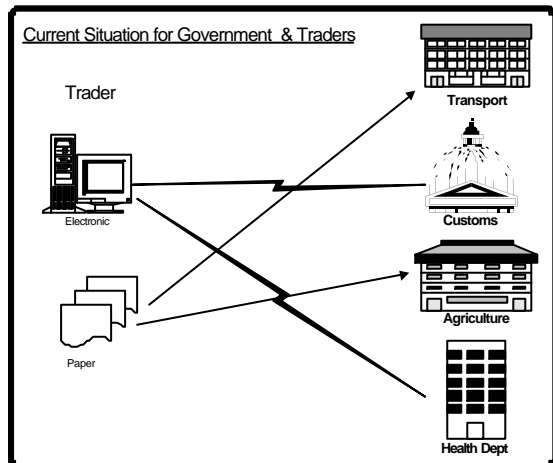 Current Situation for Government & Traders
Trader
Electronic
Paper
Transport
Customs
Agriculture
Health Dept